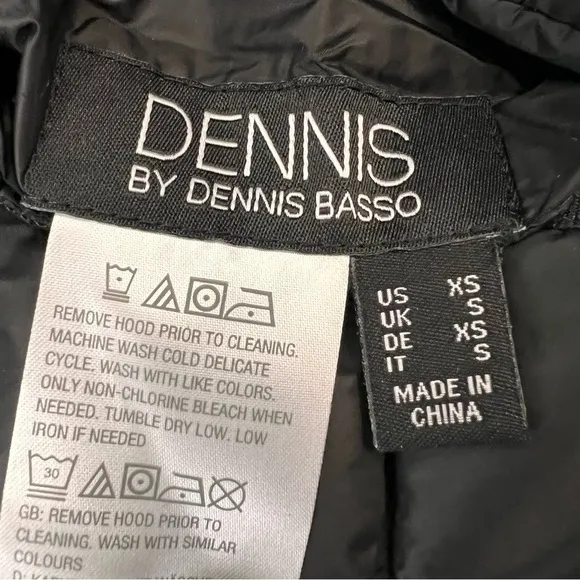 DENNIS
BY DENNIS BASSO
REMOVE HOOD PRIOR TO CLEANING.
MACHINE WASH COLD DELICATE
CYCLE. WASH WITH LIKE COLORS.
ONLY NON-CHLORINE BLEACH WHEN
NEEDED. TUMBLE DRY LOW. LOW
IRON IF NEEDED
30
GB: REMOVE HOOD PRIOR TO
CLEANING. WASH WITH SIMILAR
COLOURS
US XS
UK S
DE XS
IT S
MADE IN
CHINA